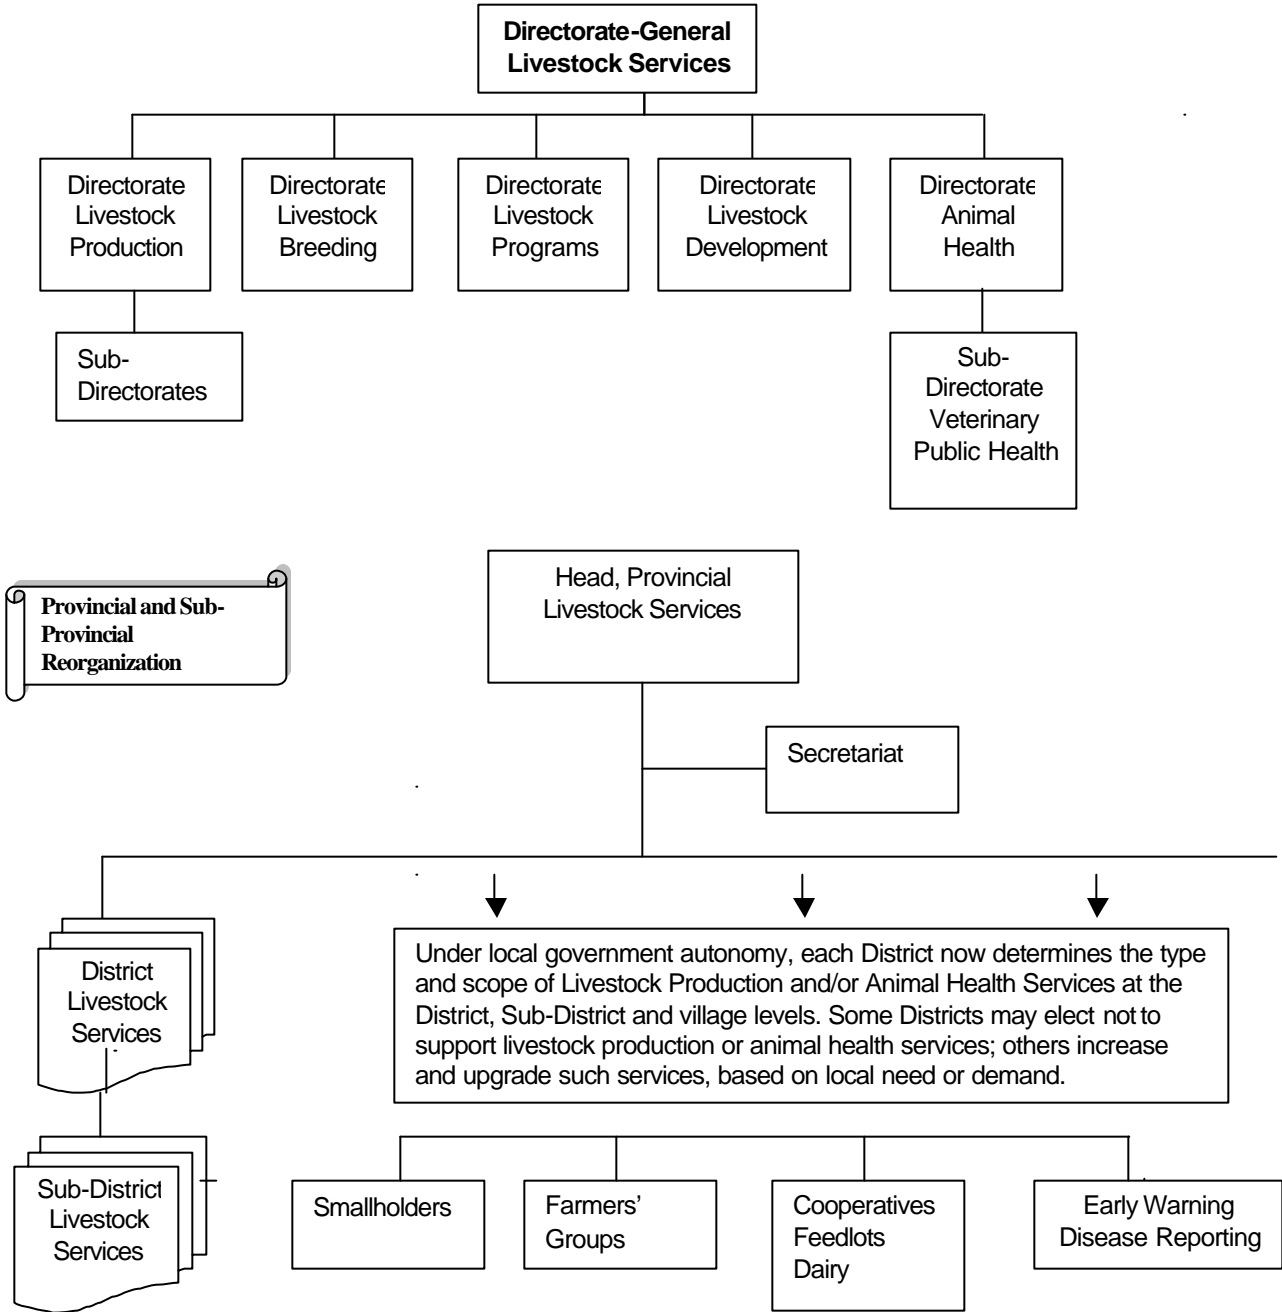 Directorate-General
Livestock Services
Directorate
Livestock
Production
Directorate
Livestock
Breeding
Directorate
Livestock
Programs
Directorate
Livestock
Development
Directorate
Animal
Health
Sub-
Directorates
Sub-
Directorate
Veterinary
Public Health
Provincial and Sub-
Provincial
Reorganization
Head, Provincial
Livestock Services
Secretariat
District
Livestock
Services
Under local government autonomy, each District now determines the type
and scope of Livestock Production and/or Animal Health Services at the
District, Sub-District and village levels. Some Districts may elect not to
support livestock production or animal health services; others increase
and upgrade such services, based on local need or demand.
Sub-District
Livestock
Services
Smallholders
Farmers’
Groups
Cooperatives
Feedlots
Dairy
Early Warning
Disease Reporting